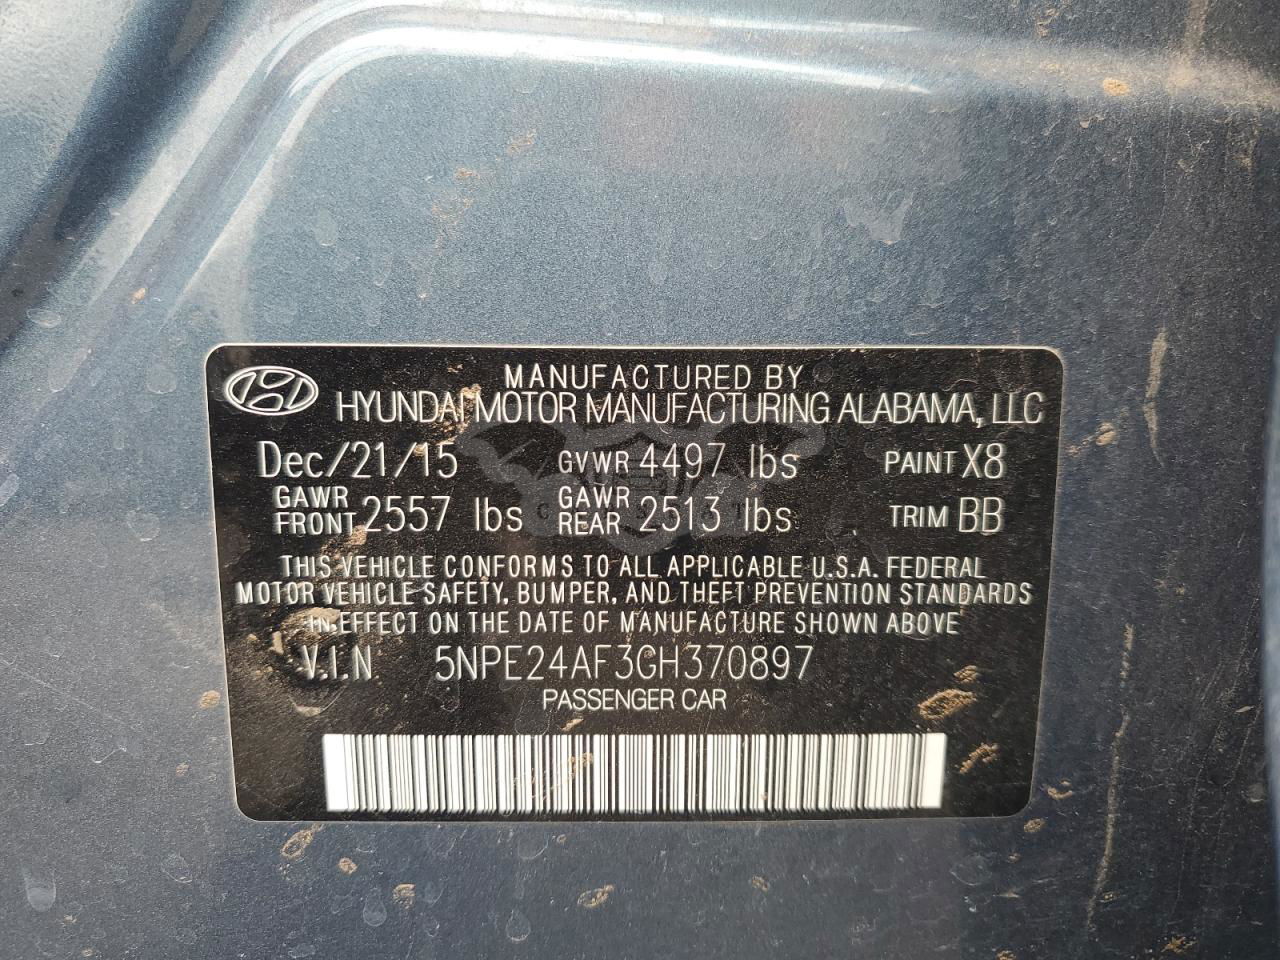 MANUFACTURED BY
HYUNDAI MOTOR MANUFACTURING ALABAMA, LLC
Dec/21/15 GVWR 4497 lbs PAINT X8
GAWR FRONT 2557 lbs GAWR REAR 2513 lbs TRIM BB
THIS VEHICLE CONFORMS TO ALL APPLICABLE U.S.A. FEDERAL
MOTOR VEHICLE SAFETY, BUMPER, AND THEFT PREVENTION STANDARDS
IN EFFECT ON THE DATE OF MANUFACTURE SHOWN ABOVE
V.I.N 5NPE24AF3GH370897
PASSENGER CAR